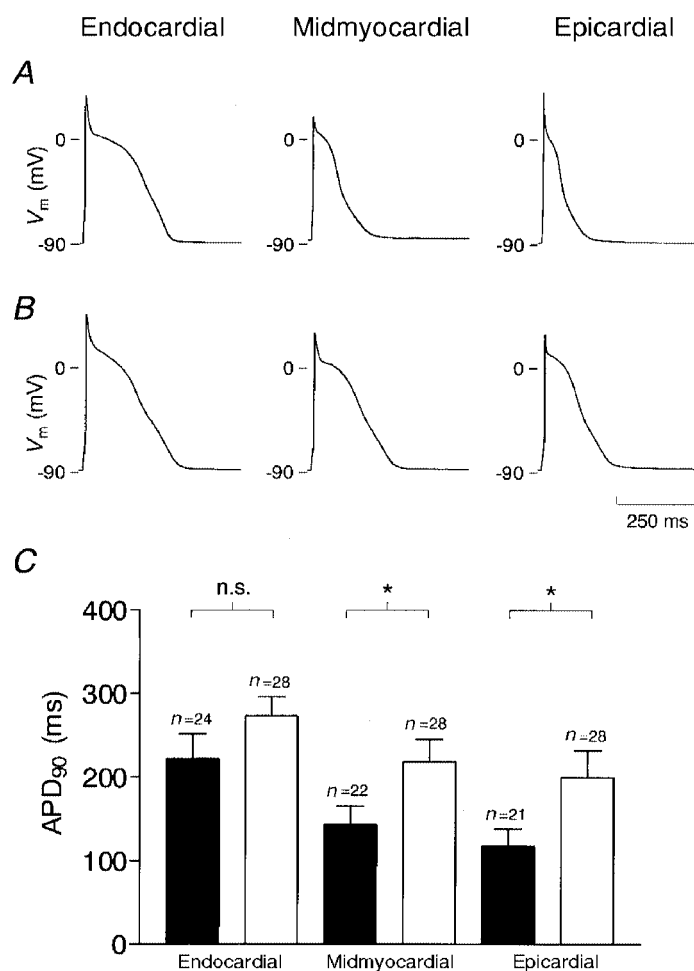 Endocardial Midmyocardial Epicardial
A
0 0 0
Vm (mV)
-90 -90 -90
B
0 0 0
Vm (mV)
-90 -90 -90
250 ms
C
n.s. * *
400
300
200
100
0
APD90 (ms)
n=24 n=28 n=22 n=28 n=21 n=28
Endocardial Midmyocardial Epicardial